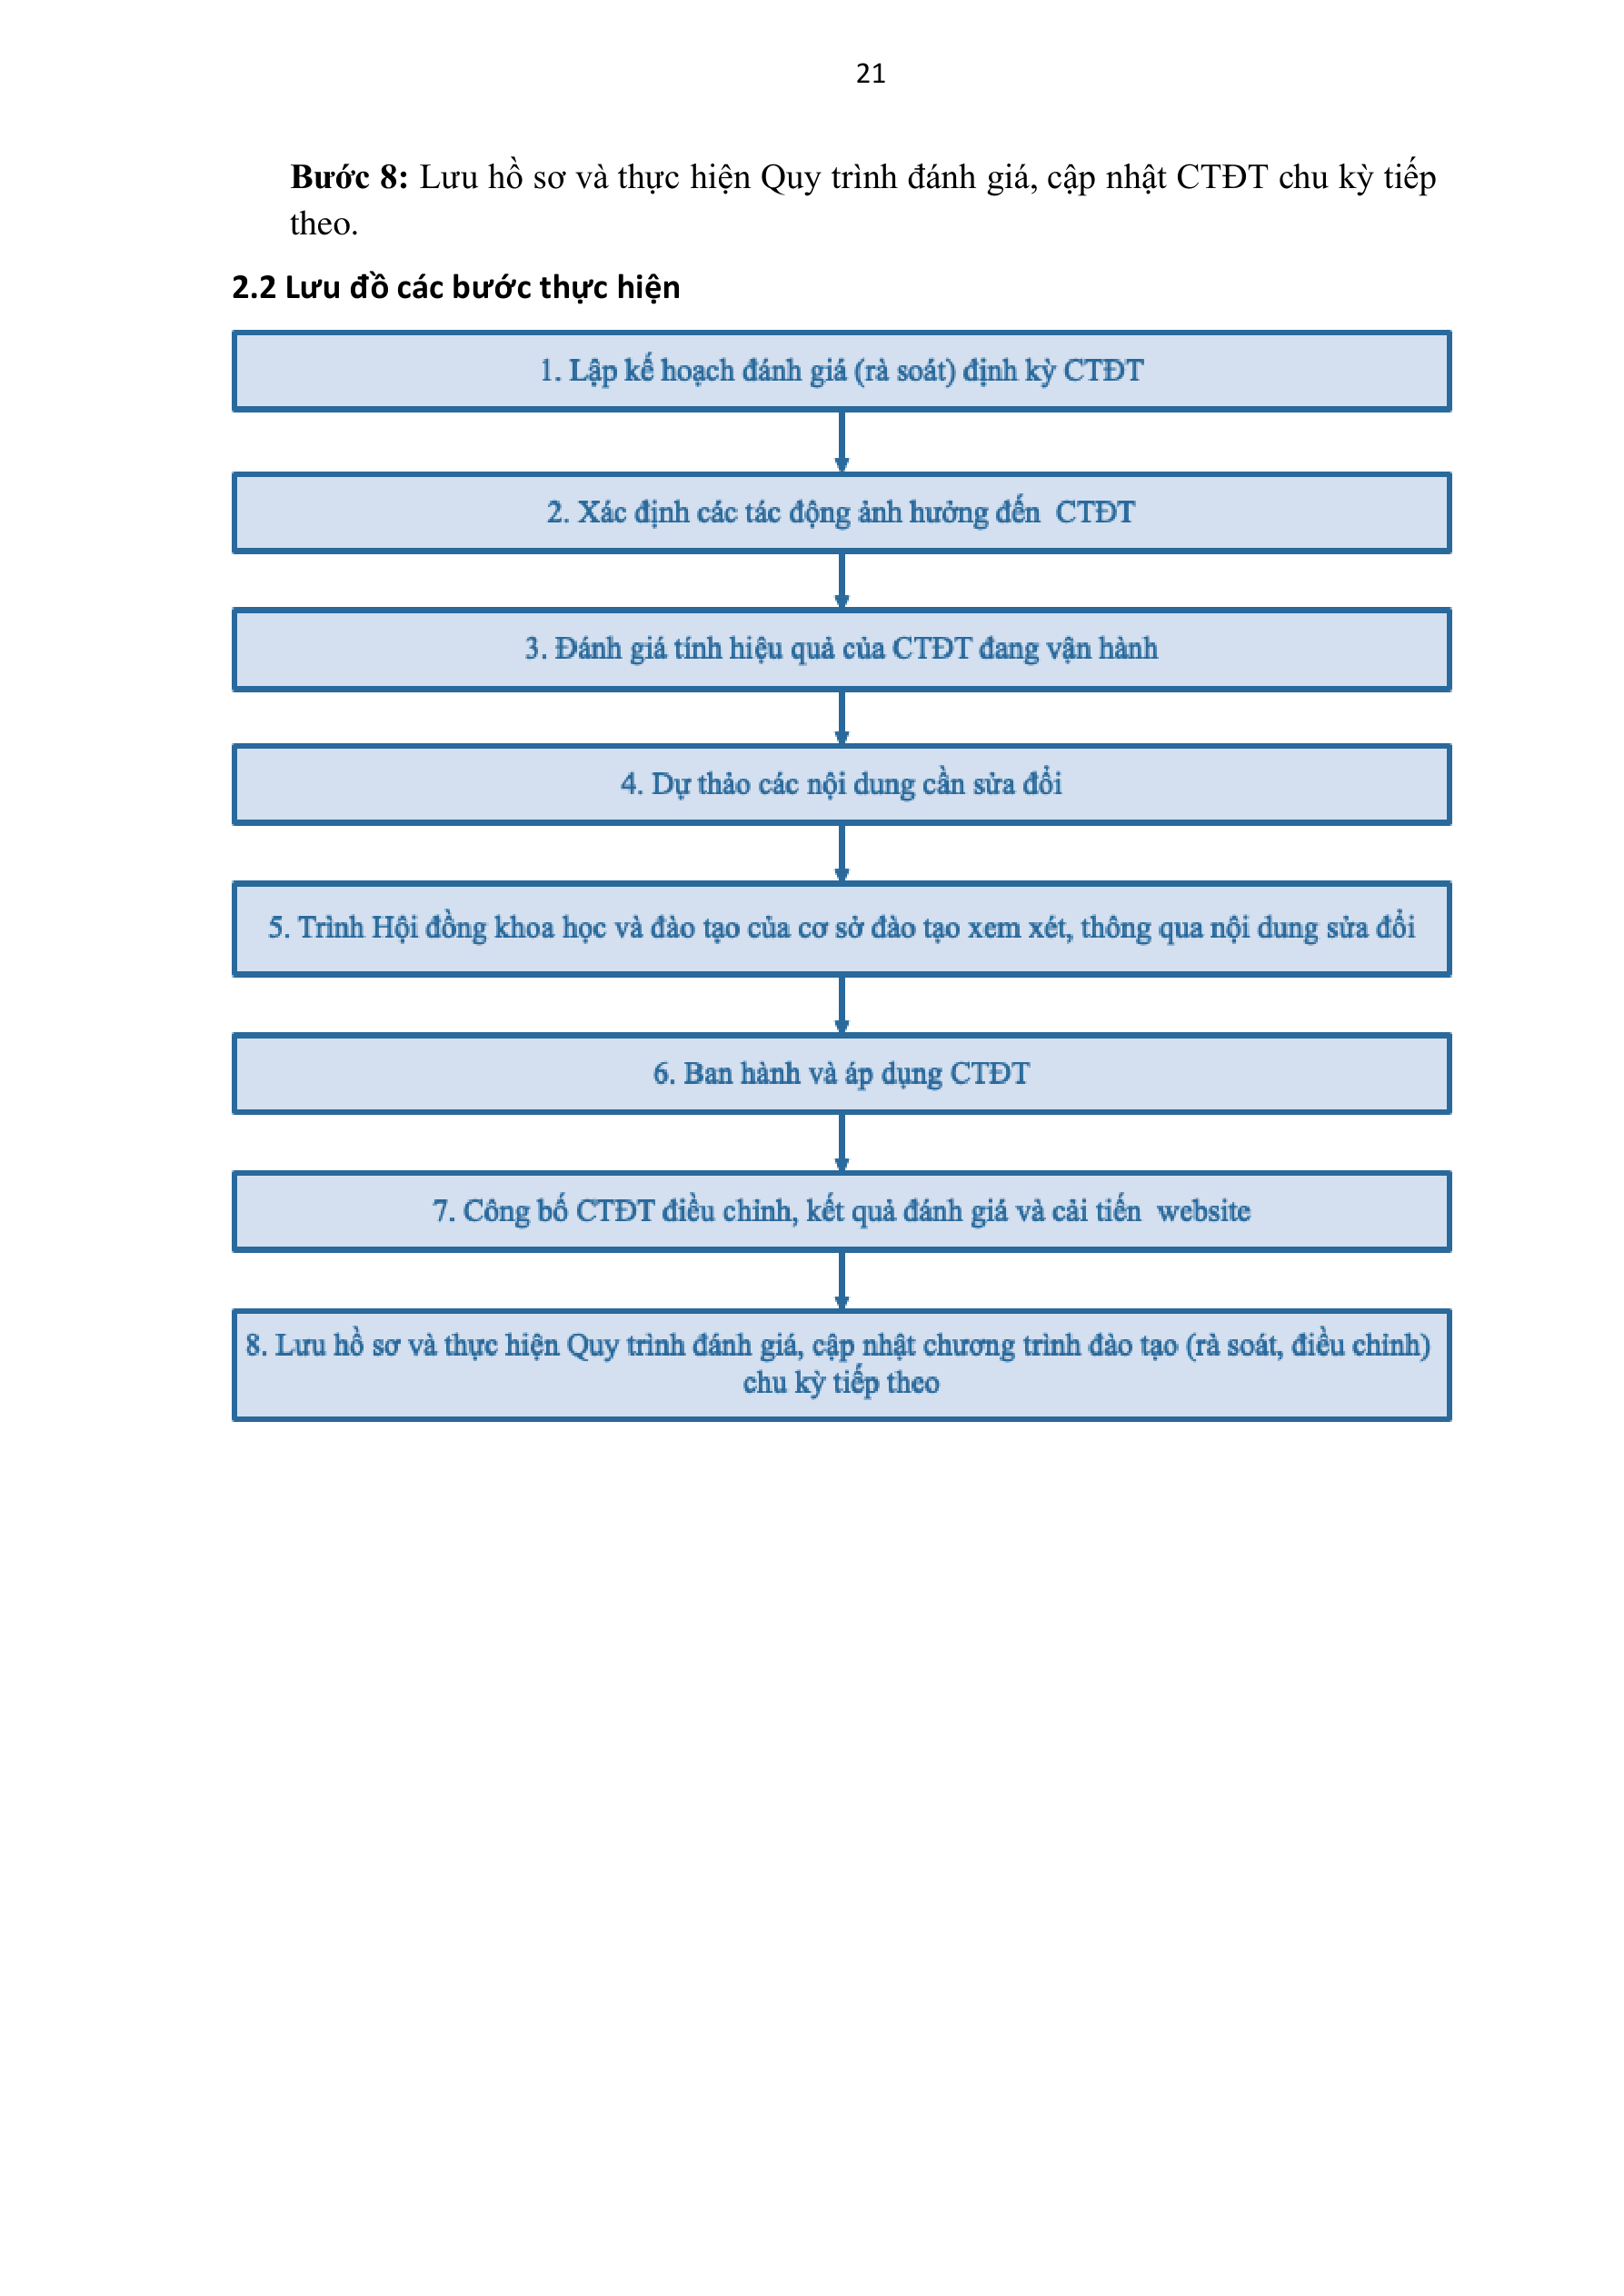 21
Bước 8: Lưu hồ sơ và thực hiện Quy trình đánh giá, cập nhật CTĐT chu kỳ tiếp
theo.
2.2 Lưu đồ các bước thực hiện
1. Lập kế hoạch đánh giá (rà soát) định kỳ CTĐT
2. Xác định các tác động ảnh hưởng đến  CTĐT
3. Đánh giá tính hiệu quả của CTĐT đang vận hành
4. Dự thảo các nội dung cần sửa đổi
5. Trình Hội đồng khoa học và đào tạo của cơ sở đào tạo xem xét, thông qua nội dung sửa đổi
6. Ban hành và áp dụng CTĐT
7. Công bố CTĐT điều chỉnh, kết quả đánh giá và cải tiến  website
8. Lưu hồ sơ và thực hiện Quy trình đánh giá, cập nhật chương trình đào tạo (rà soát, điều chỉnh)
chu kỳ tiếp theo